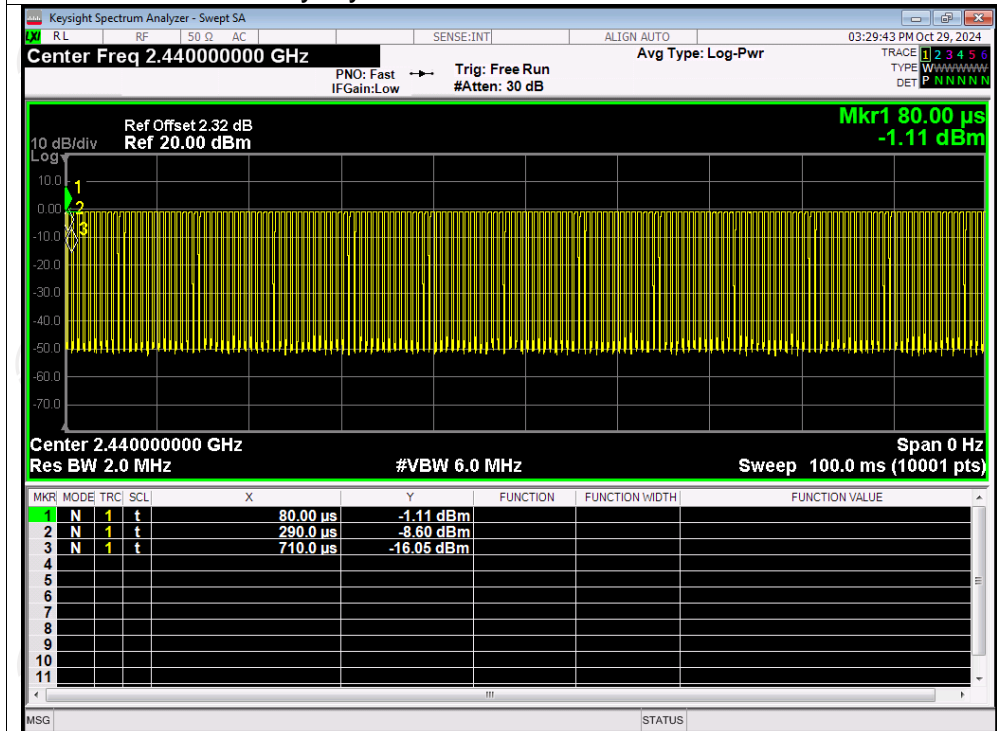 Keysight Spectrum Analyzer - Swept SA
LXI RL RF 50 Ω AC SENSE:INT ALIGN AUTO 03:29:43 PM Oct 29, 2024
Center Freq 2.440000000 GHz Avg Type: Log-Pwr TRACE 1 2 3 4 5 6
PNO: Fast Trig: Free Run TYPE WWWWWW
IFGain:Low #Atten: 30 dB DET P N N N N N
Mkr1 80.00 µs
Ref Offset 2.32 dB
10 dB/div Ref 20.00 dBm -1.11 dBm
Log
10.0
1
0.00 2
3
-10.0
-20.0
-30.0
-40.0
-50.0
-60.0
-70.0
Center 2.440000000 GHz Span 0 Hz
Res BW 2.0 MHz #VBW 6.0 MHz Sweep 100.0 ms (10001 pts)
MKR MODE TRC SCL X Y FUNCTION FUNCTION WIDTH FUNCTION VALUE
1 N 1 t 80.00 µs -1.11 dBm
2 N 1 t 290.0 µs -8.60 dBm
3 N 1 t 710.0 µs -16.05 dBm
4
5
6
7
8
9
10
11
MSG STATUS